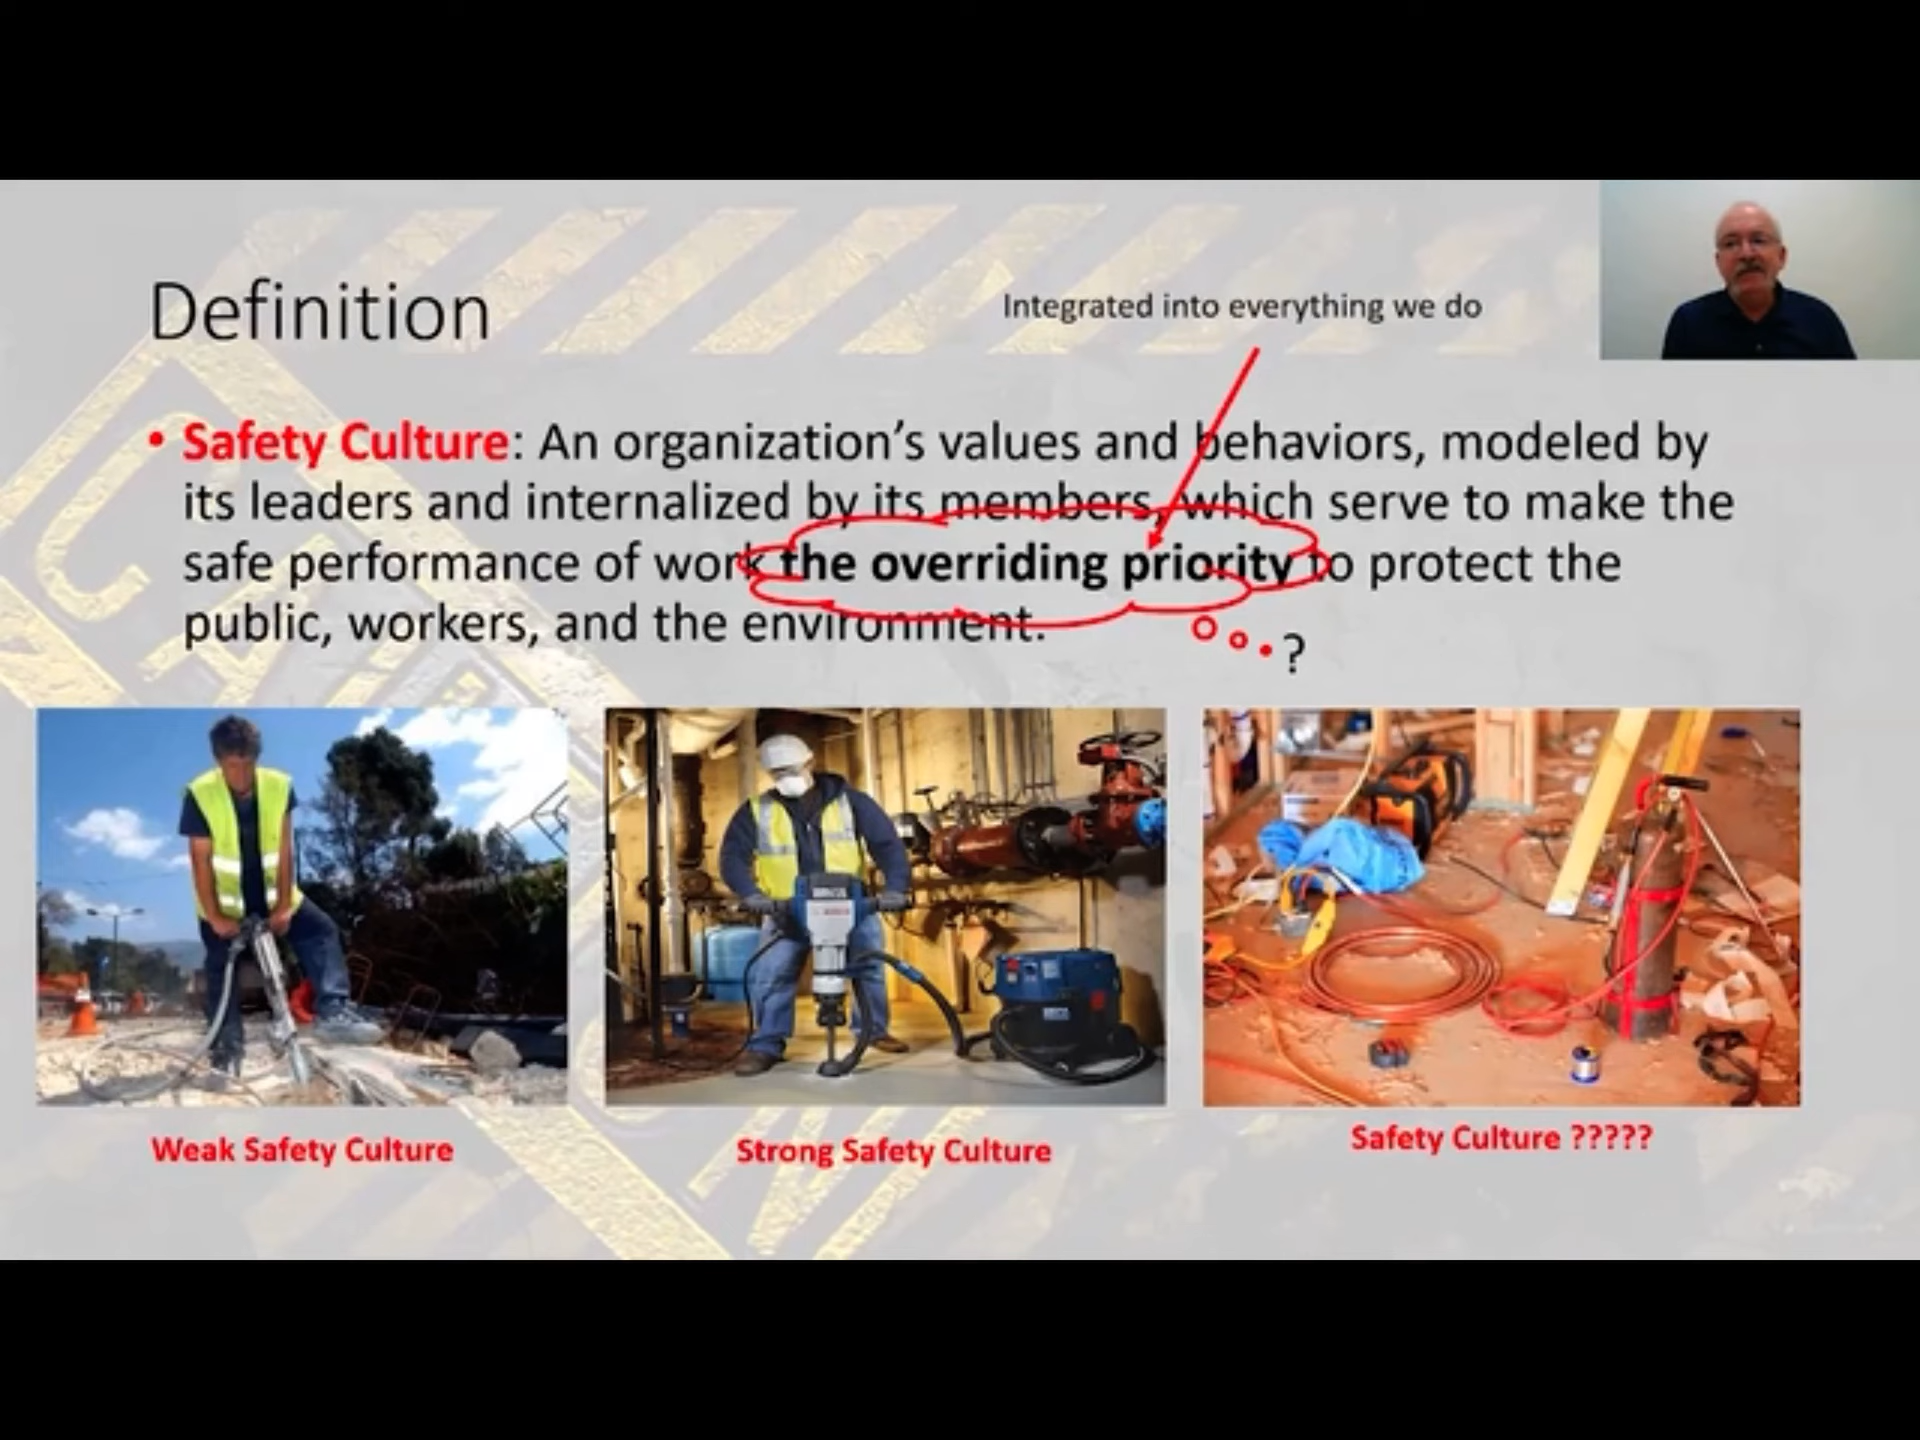 Definition
Integrated into everything we do
• Safety Culture: An organization’s values and behaviors, modeled by
its leaders and internalized by its members, which serve to make the
safe performance of work the overriding priority to protect the
public, workers, and the environment.
?
Weak Safety Culture
Strong Safety Culture
Safety Culture ?????